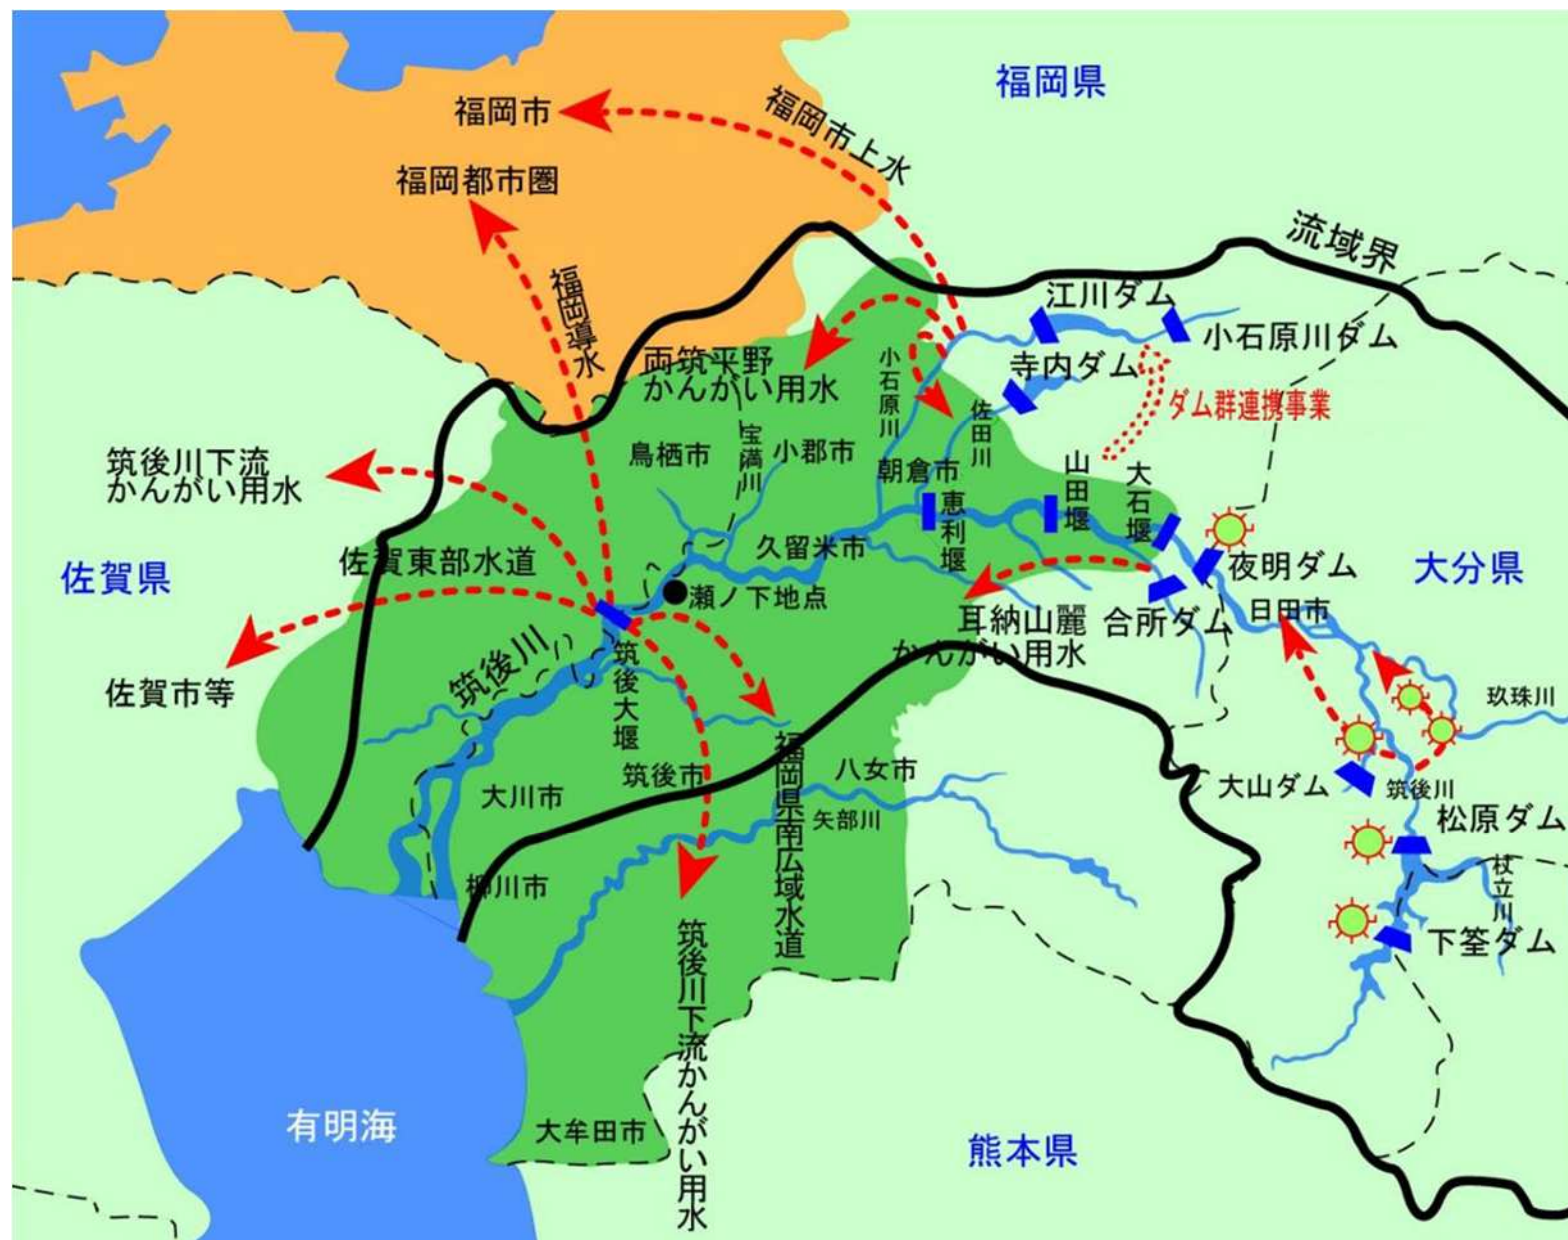 福岡県
福岡市
福岡市上水
福岡都市圏
流域界
福岡導水
江川ダム
小石原川ダム
両筑平野
かんがい用水
小石原川
寺内ダム
ダム群連携事業
佐田川
鳥栖市
宝満川
小郡市
朝倉市
山田堰
大石堰
恵利堰
筑後川下流
かんがい用水
佐賀東部水道
久留米市
佐賀県
瀬ノ下地点
夜明ダム
大分県
耳納山麗
かんがい用水
合所ダム
日田市
筑後川
筑後大堰
佐賀市等
玖珠川
福岡県南広域水道
筑後市
八女市
大川市
矢部川
大山ダム
筑後川
松原ダム
杖立川
柳川市
下筌ダム
筑後川下流かんがい用水
有明海
大牟田市
熊本県